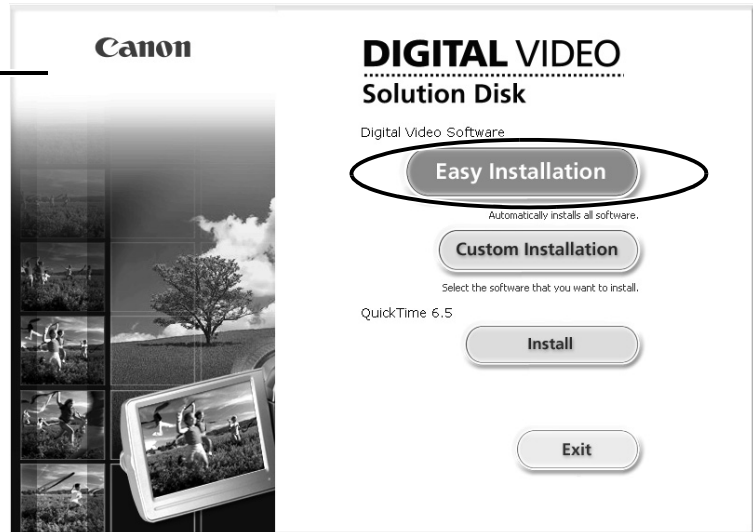 Canon
DIGITAL VIDEO
Solution Disk
Digital Video Software
Easy Installation
Automatically installs all software.
Custom Installation
Select the software that you want to install.
QuickTime 6.5
Install
Exit